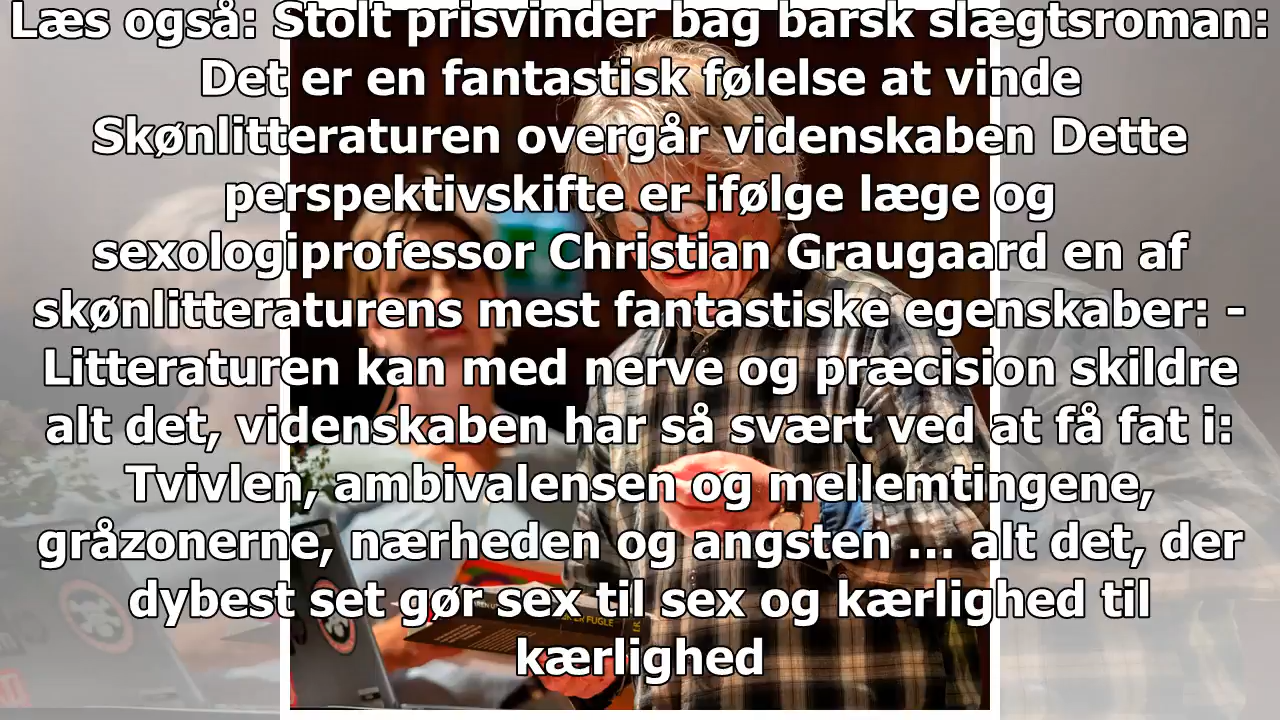 Læs også: Stolt prisvinder bag barsk slægtsroman:
Det er en fantastisk følelse at vinde
Skønlitteraturen overgår videnskaben Dette
perspektivskifte er ifølge læge og
sexologiprofessor Christian Graugaard en af
skønlitteraturens mest fantastiske egenskaber: -
Litteraturen kan med nerve og præcision skildre
alt det, videnskaben har så svært ved at få fat i:
Tvivlen, ambivalensen og mellemtingene,
gråzonerne, nærheden og angsten ... alt det, der
dybest set gør sex til sex og kærlighed til
kærlighed
ER FUGLE